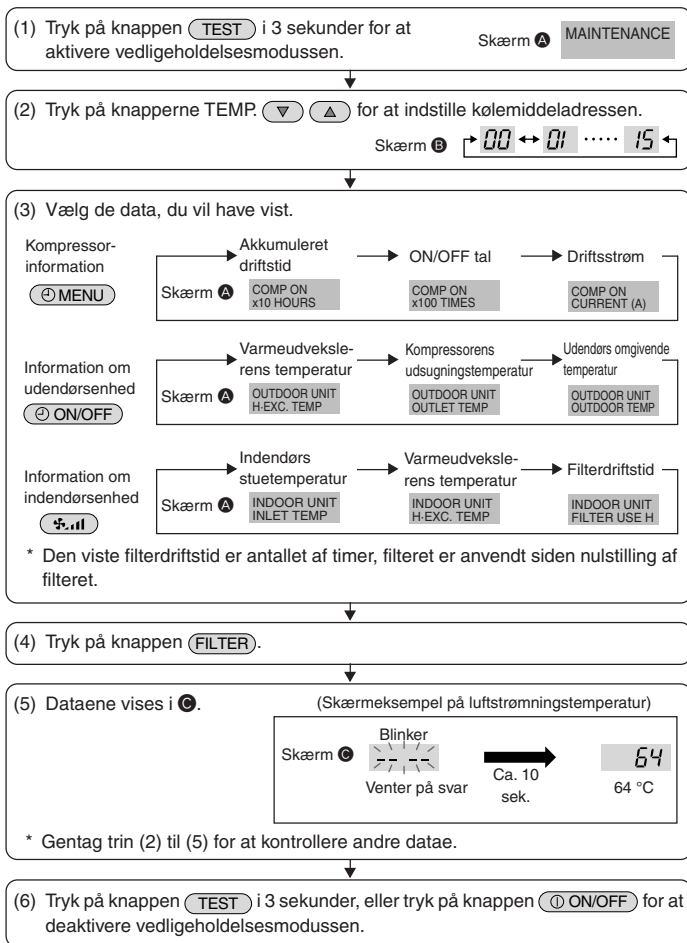 (1) Tryk på knappen TEST i 3 sekunder for at
aktivere vedligeholdelsesmodussen.
Skærm A MAINTENANCE
(2) Tryk på knapperne TEMP. ▽ △ for at indstille kølemiddeladressen.
Skærm B 00 ↔ 01 ····· 15
(3) Vælg de data, du vil have vist.
Kompressor-
information
MENU
Akkumuleret
driftstid
ON/OFF tal
Driftsstrøm
Skærm A
COMP ON
x10 HOURS
COMP ON
x100 TIMES
COMP ON
CURRENT (A)
Information om
udendørsenhed
ON/OFF
Varmeudveksle-
rens temperatur
Kompressorens
udsugningstemperatur
Udendørs omgivende
temperatur
Skærm A
OUTDOOR UNIT
H·EXC. TEMP
OUTDOOR UNIT
OUTLET TEMP
OUTDOOR UNIT
OUTDOOR TEMP
Information om
indendørsenhed
Indendørs
stuetemperatur
Varmeudveksle-
rens temperatur
Filterdriftstid
Skærm A
INDOOR UNIT
INLET TEMP
INDOOR UNIT
H·EXC. TEMP
INDOOR UNIT
FILTER USE H
* Den viste filterdriftstid er antallet af timer, filteret er anvendt siden nulstilling af
filteret.
(4) Tryk på knappen FILTER.
(5) Dataene vises i C.
(Skærmeksempel på luftstrømningstemperatur)
Skærm C
Blinker
-- --
Venter på svar
Ca. 10
sek.
64
64 °C
* Gentag trin (2) til (5) for at kontrollere andre datae.
(6) Tryk på knappen TEST i 3 sekunder, eller tryk på knappen ON/OFF for at
deaktivere vedligeholdelsesmodussen.